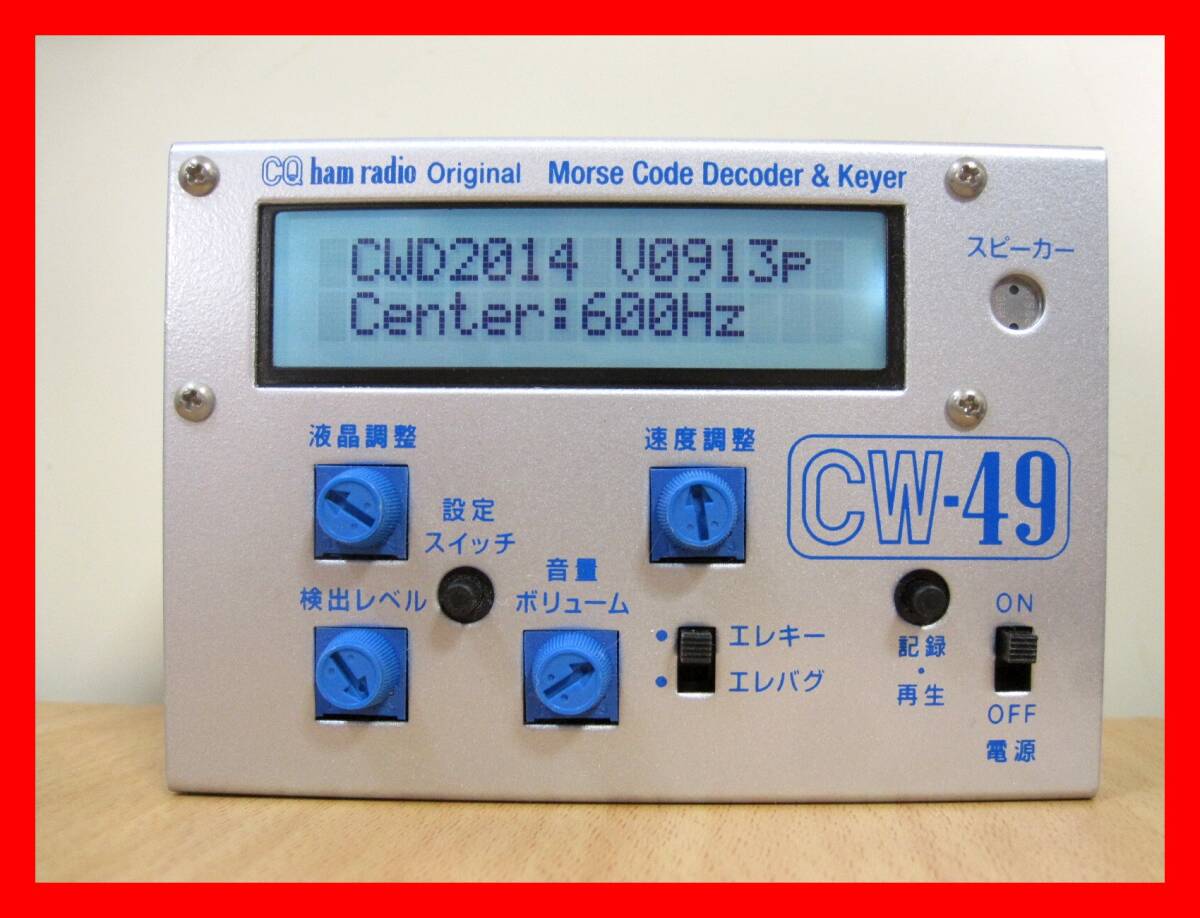 CQ ham radio Original Morse Code Decoder & Keyer
CWD2014 V0913p
Center:600Hz
スピーカー
液晶調整
速度調整
CW-49
設定
スイッチ
検出レベル
音量
ボリューム
エレキー
エレバグ
記録
・
再生
ON
OFF
電源